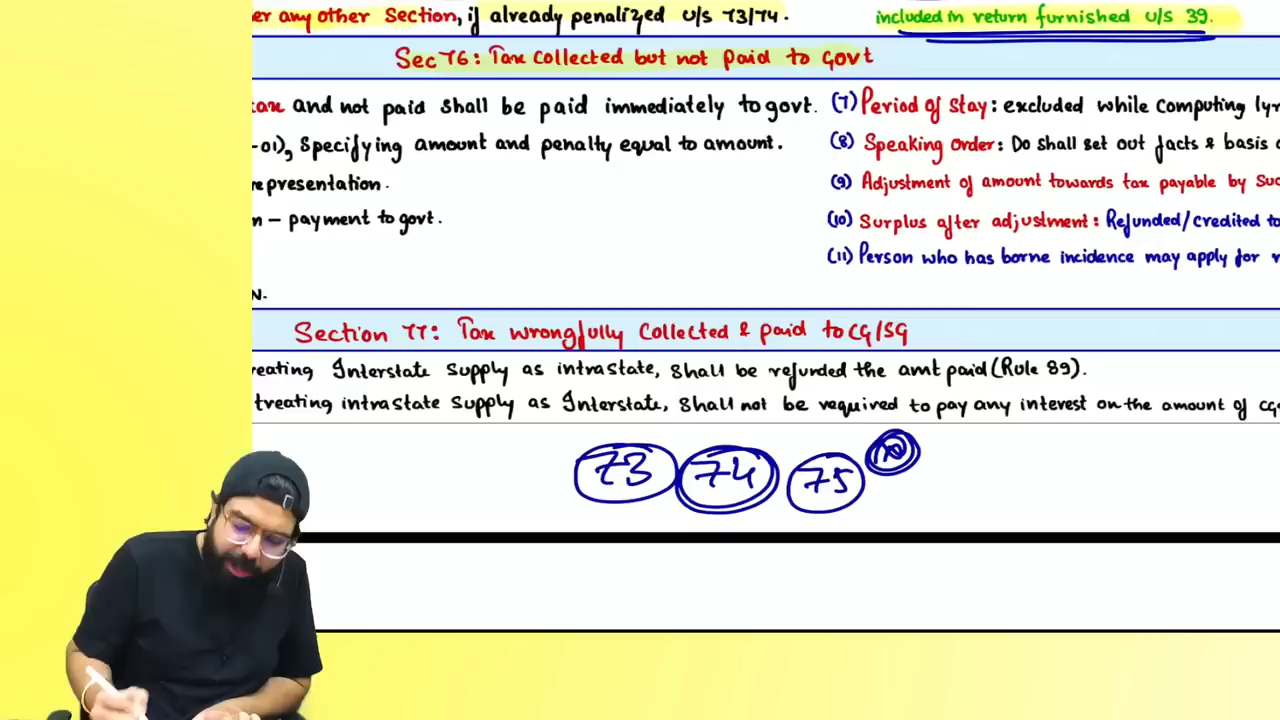 er any other Section, if already penalized U/S 73/74.
included in return furnished U/S 39.
Sec 76: Tax Collected but not paid to Govt
tax and not paid shall be paid immediately to govt.
-01), Specifying amount and penalty equal to amount.
representation.
n – payment to govt.
N.
(7) Period of Stay: excluded while Computing 1yr
(8) Speaking Order: Do shall set out facts & basis o
(9) Adjustment of amount towards tax payable by Suc
(10) Surplus after adjustment: Refunded/credited to
(11) Person who has borne incidence may apply for r
Section 77: Tax wrongfully Collected & paid to CG/SG
reating Interstate Supply as intrastate, Shall be refunded the amt paid (Rule 89).
treating intrastate Supply as Interstate, Shall not be required to pay any interest on the amount of CG
73 74 75